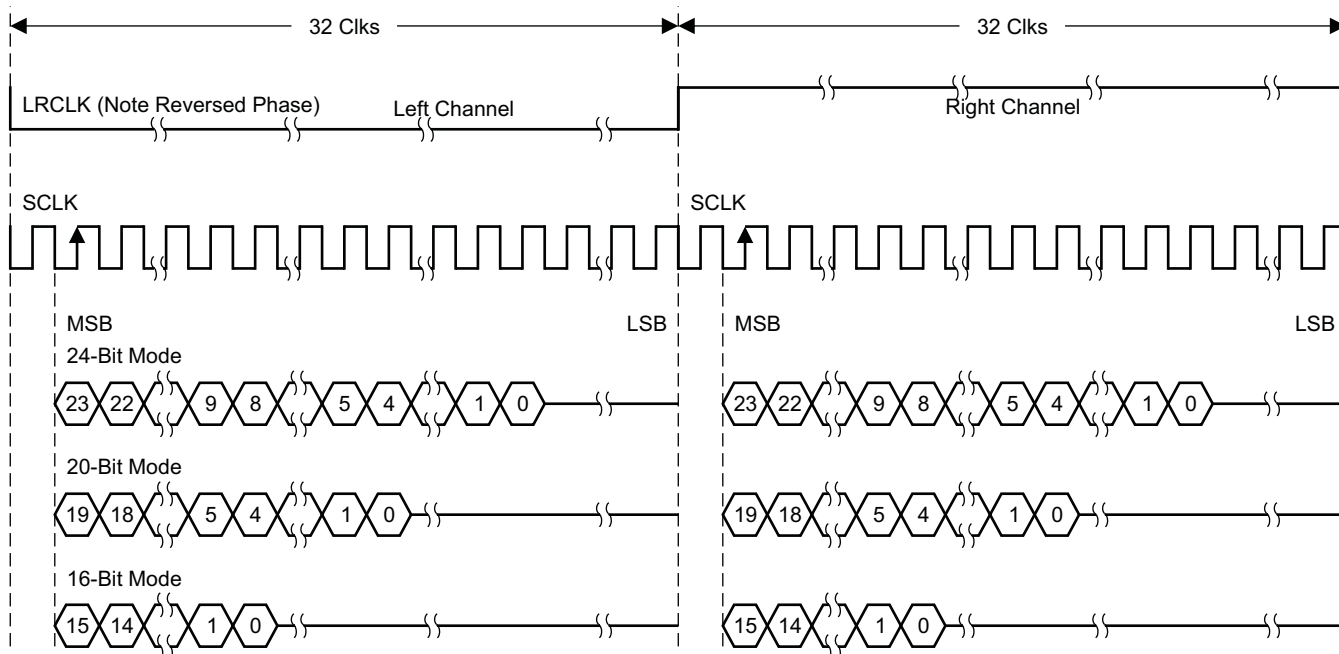 32 Clks 32 Clks
LRCLK (Note Reversed Phase) Left Channel Right Channel
SCLK SCLK
MSB LSB MSB LSB
24-Bit Mode
23 22 9 8 5 4 1 0 23 22 9 8 5 4 1 0
20-Bit Mode
19 18 5 4 1 0 19 18 5 4 1 0
16-Bit Mode
15 14 1 0 15 14 1 0